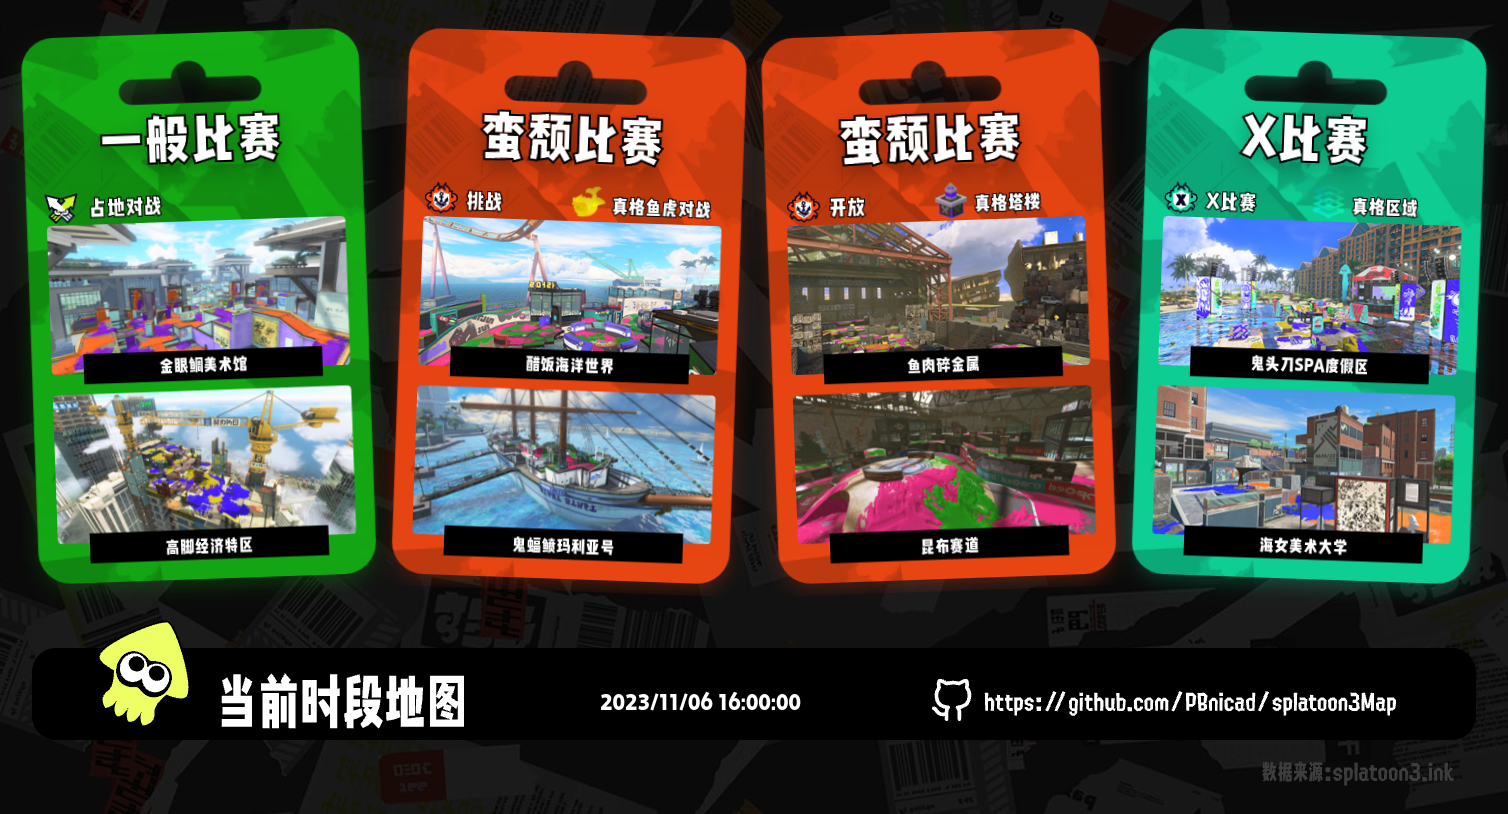 一般比赛
占地对战
金眼鲷美术馆
高脚经济特区
蛮颓比赛
挑战
真格鱼虎对战
醋饭海洋世界
鬼蝠鲼玛利亚号
蛮颓比赛
开放
真格塔楼
鱼肉碎金属
昆布赛道
X比赛
X比赛
真格区域
鬼头刀SPA度假区
海女美术大学
当前时段地图
2023/11/06 16:00:00
https://github.com/PBnicad/splatoon3Map
数据来源:splatoon3.ink